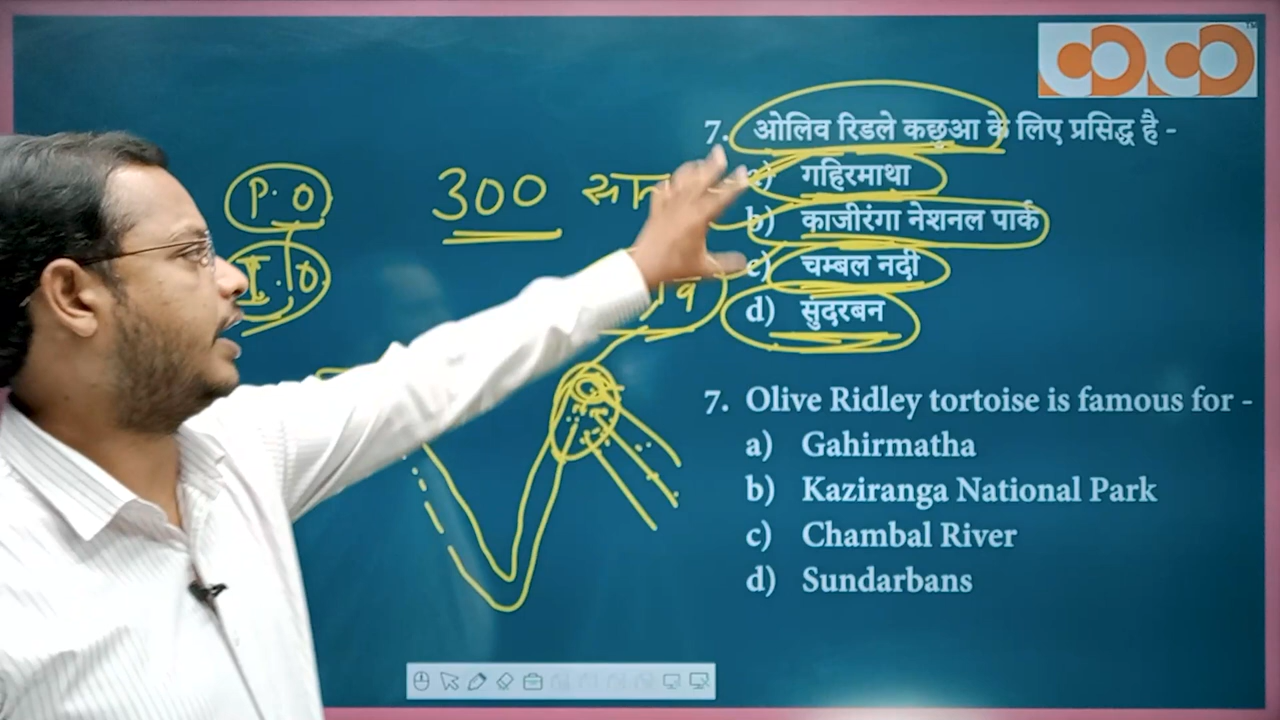 P.O
I.O
300
7. ओलिव रिडले कछुआ के लिए प्रसिद्ध है -
a) गहिरमाथा
b) काजीरंगा नेशनल पार्क
c) चम्बल नदी
d) सुंदरबन
7. Olive Ridley tortoise is famous for -
a) Gahirmatha
b) Kaziranga National Park
c) Chambal River
d) Sundarbans